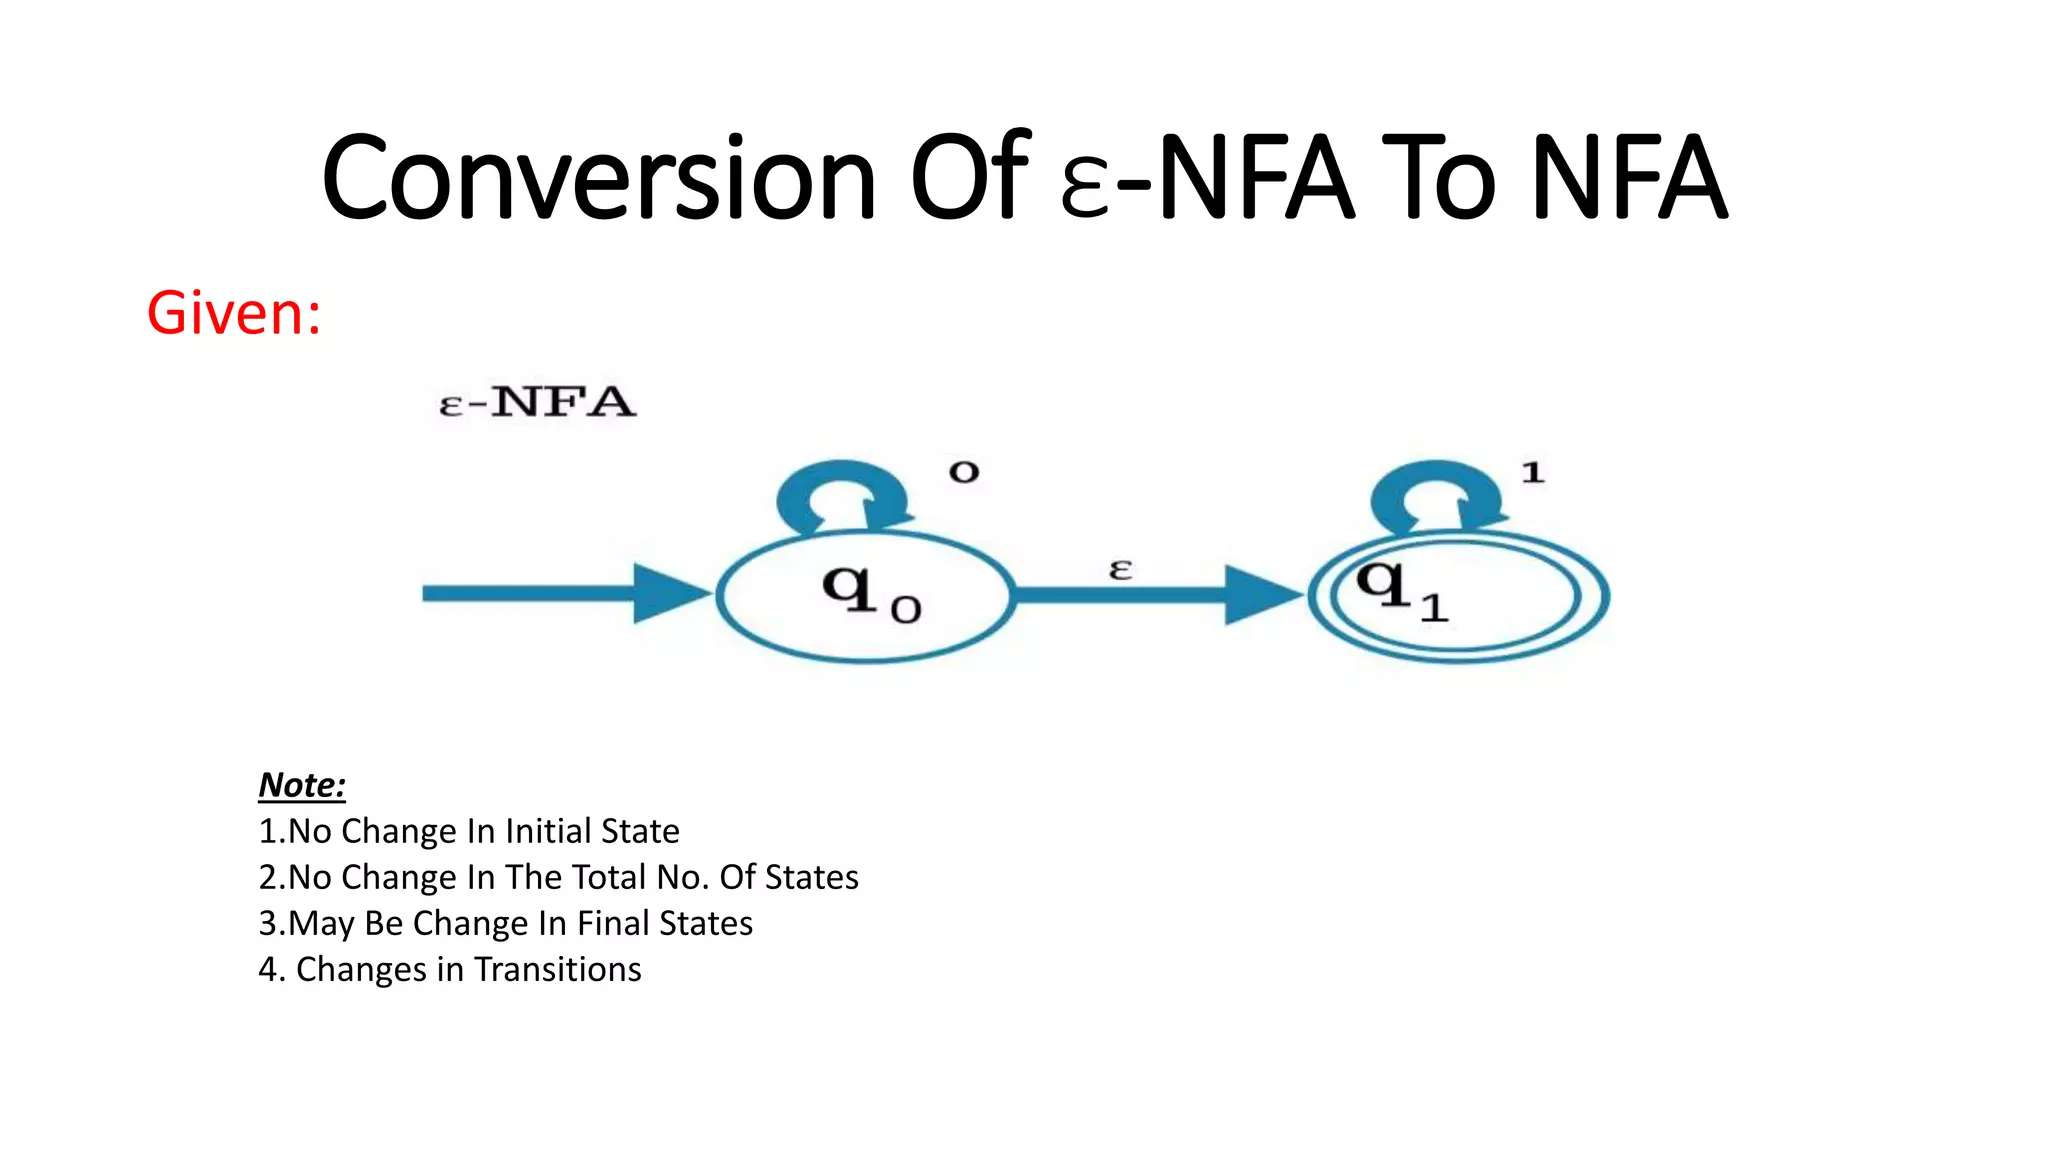 Conversion Of ε-NFA To NFA
Given:
ε-NFA
0
1
ε
q0
q1
Note:
1.No Change In Initial State
2.No Change In The Total No. Of States
3.May Be Change In Final States
4. Changes in Transitions